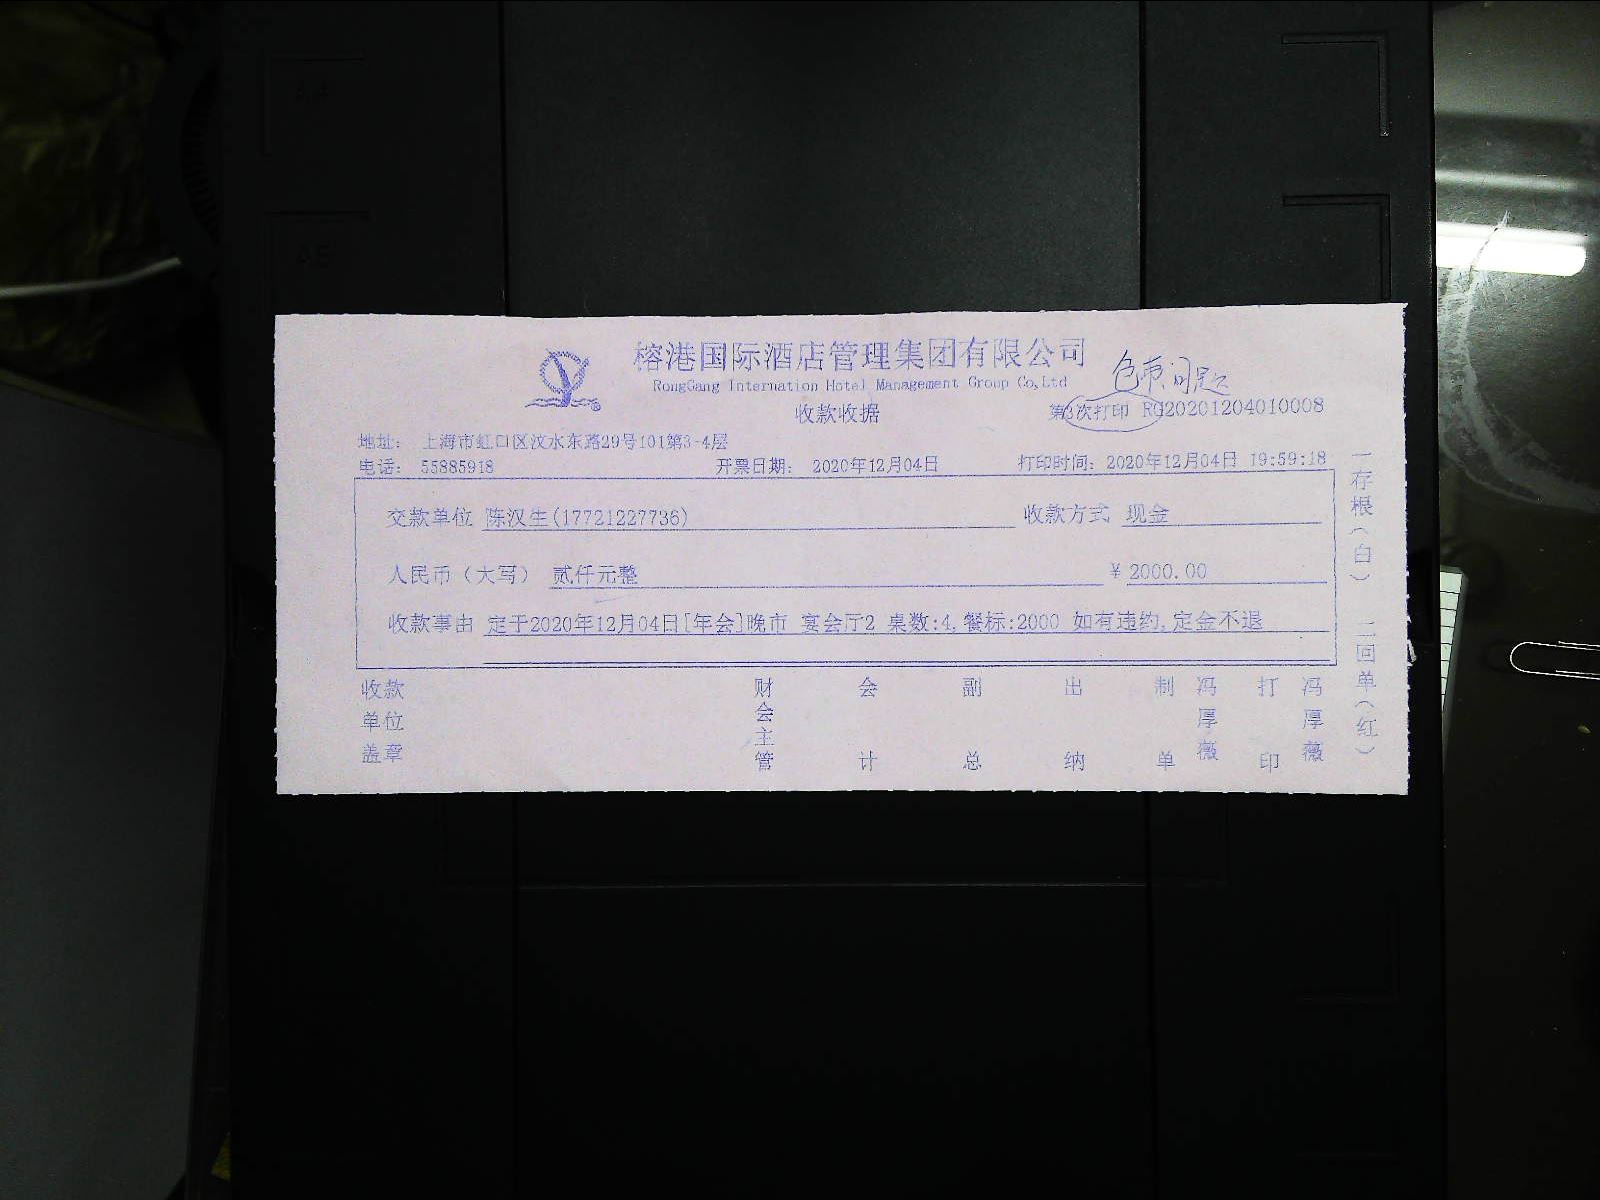 榕港国际酒店管理集团有限公司
RongGang Internation Hotel Management Group Co,Ltd
色带问题
收款收据
第3次打印 RG20201204010008
地址: 上海市虹口区汶水东路29号101第3-4层
电话: 55885918 开票日期: 2020年12月04日 打印时间: 2020年12月04日 19:59:18
交款单位 陈汉生(17721227736) 收款方式 现金
人民币(大写) 贰仟元整 ¥ 2000.00
收款事由 定于2020年12月04日[年会]晚市 宴会厅2 桌数:4,餐标:2000 如有违约,定金不退
收款单位盖章 财会主管 会计 副总 出纳 制单 冯厚薇 打印 冯厚薇
一存根(白) 二回单(红)
A4
A5